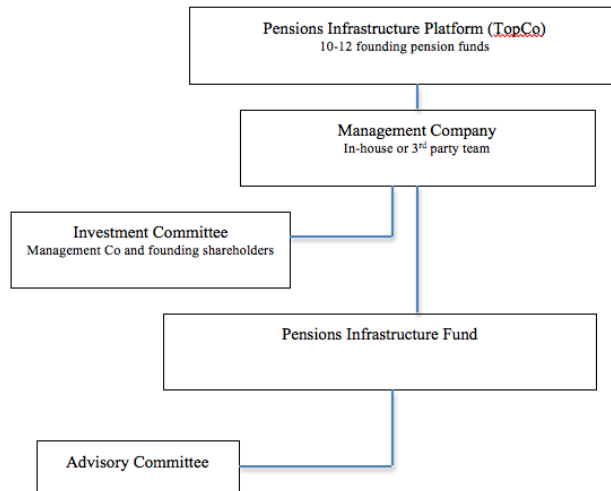 Pensions Infrastructure Platform (TopCo)
10-12 founding pension funds
Management Company
In-house or 3rd party team
Investment Committee
Management Co and founding shareholders
Pensions Infrastructure Fund
Advisory Committee